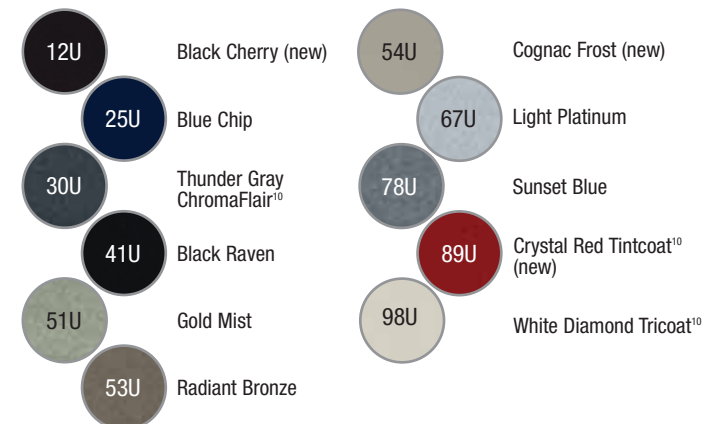 12U
Black Cherry (new)
25U
Blue Chip
30U
Thunder Gray
ChromaFlair¹⁰
41U
Black Raven
51U
Gold Mist
53U
Radiant Bronze
54U
Cognac Frost (new)
67U
Light Platinum
78U
Sunset Blue
89U
Crystal Red Tintcoat¹⁰
(new)
98U
White Diamond Tricoat¹⁰